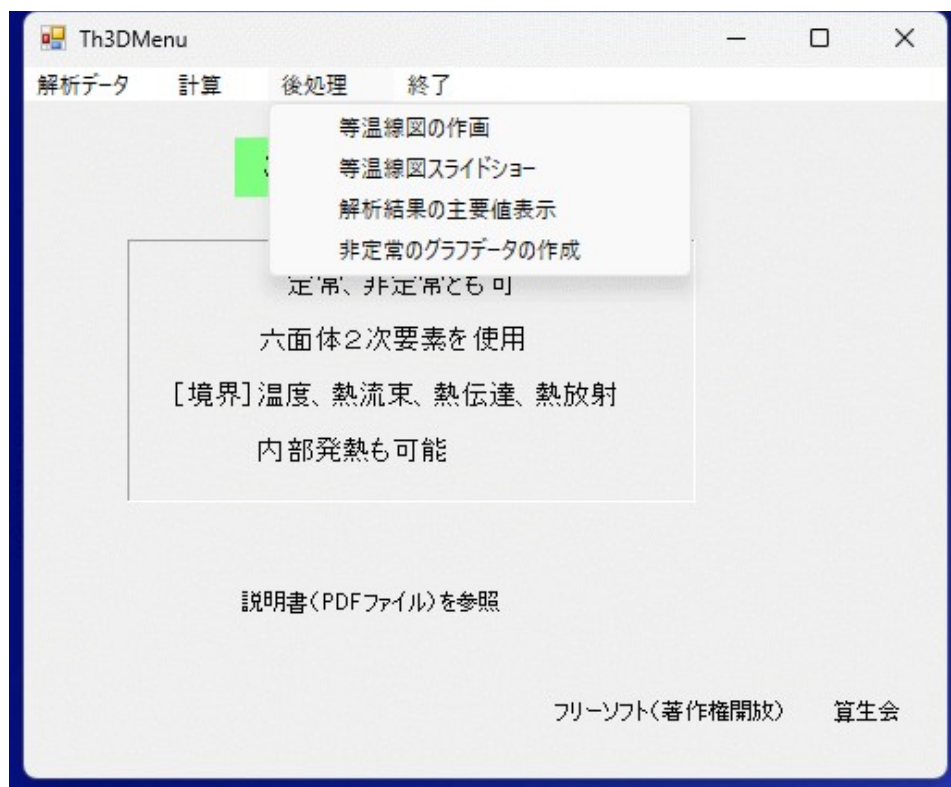 Th3DMenu
解析データ 計算 後処理 終了
等温線図の作画
等温線図スライドショー
解析結果の主要値表示
非定常のグラフデータの作成
定常、非定常とも可
六面体２次要素を使用
[境界]温度、熱流束、熱伝達、熱放射
内部発熱も可能
説明書(PDFファイル)を参照
フリーソフト(著作権開放) 算生会